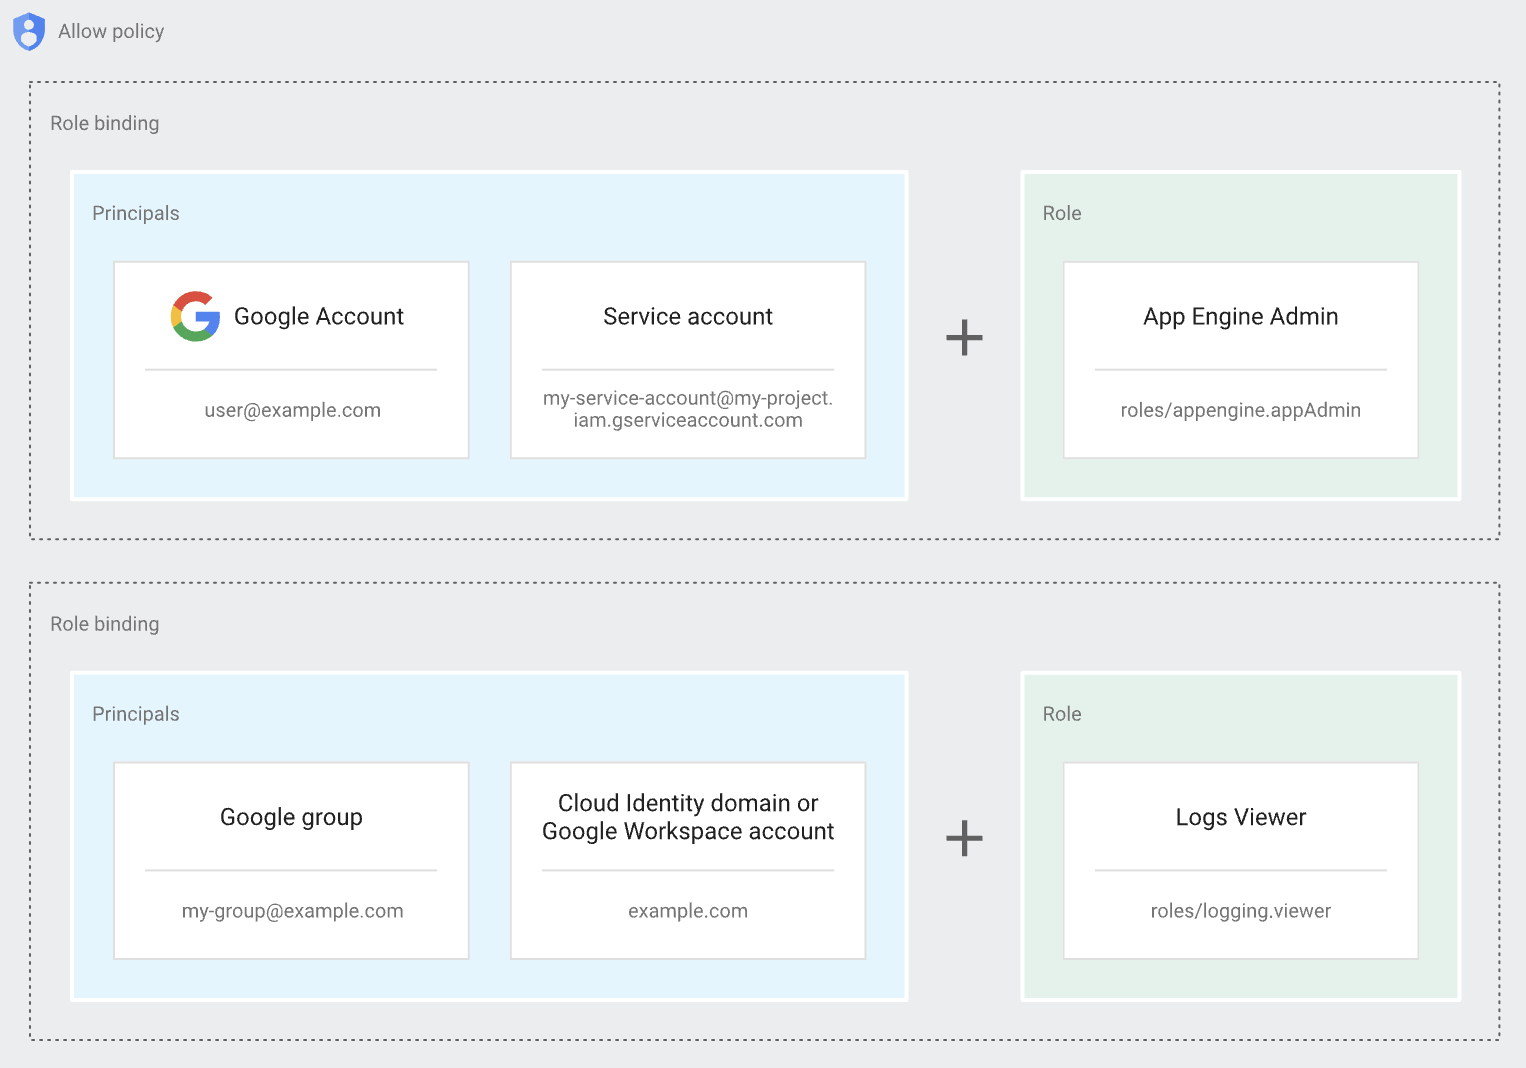 Allow policy
Role binding
Principals
Role
Google Account
Service account
App Engine Admin
user@example.com
my-service-account@my-project.
iam.gserviceaccount.com
roles/appengine.appAdmin
Role binding
Principals
Role
Google group
Cloud Identity domain or
Google Workspace account
Logs Viewer
my-group@example.com
example.com
roles/logging.viewer